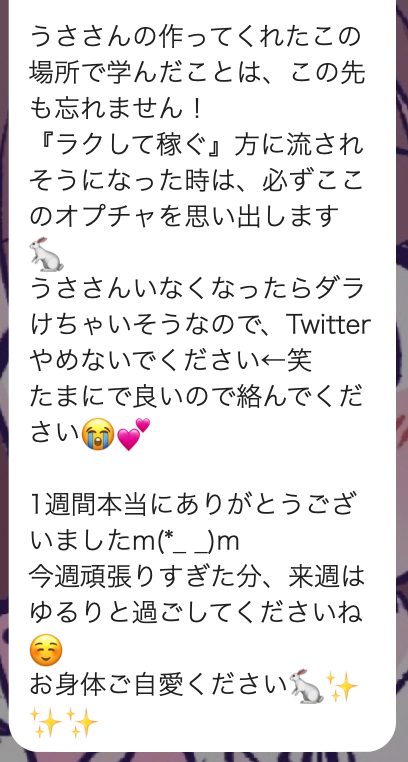 うささんの作ってくれたこの
場所で学んだことは、この先
も忘れません！
『ラクして稼ぐ』方に流され
そうになった時は、必ずここ
のオプチャを思い出します
🐇
うささんいなくなったらダラ
けちゃいそうなので、Twitter
やめないでください←笑
たまにで良いので絡んでくだ
さい😭💕

1週間本当にありがとうござ
いましたm(*_ _)m
今週頑張りすぎた分、来週は
ゆるりと過ごしてくださいね
☺️
お身体ご自愛ください🐇✨
✨✨